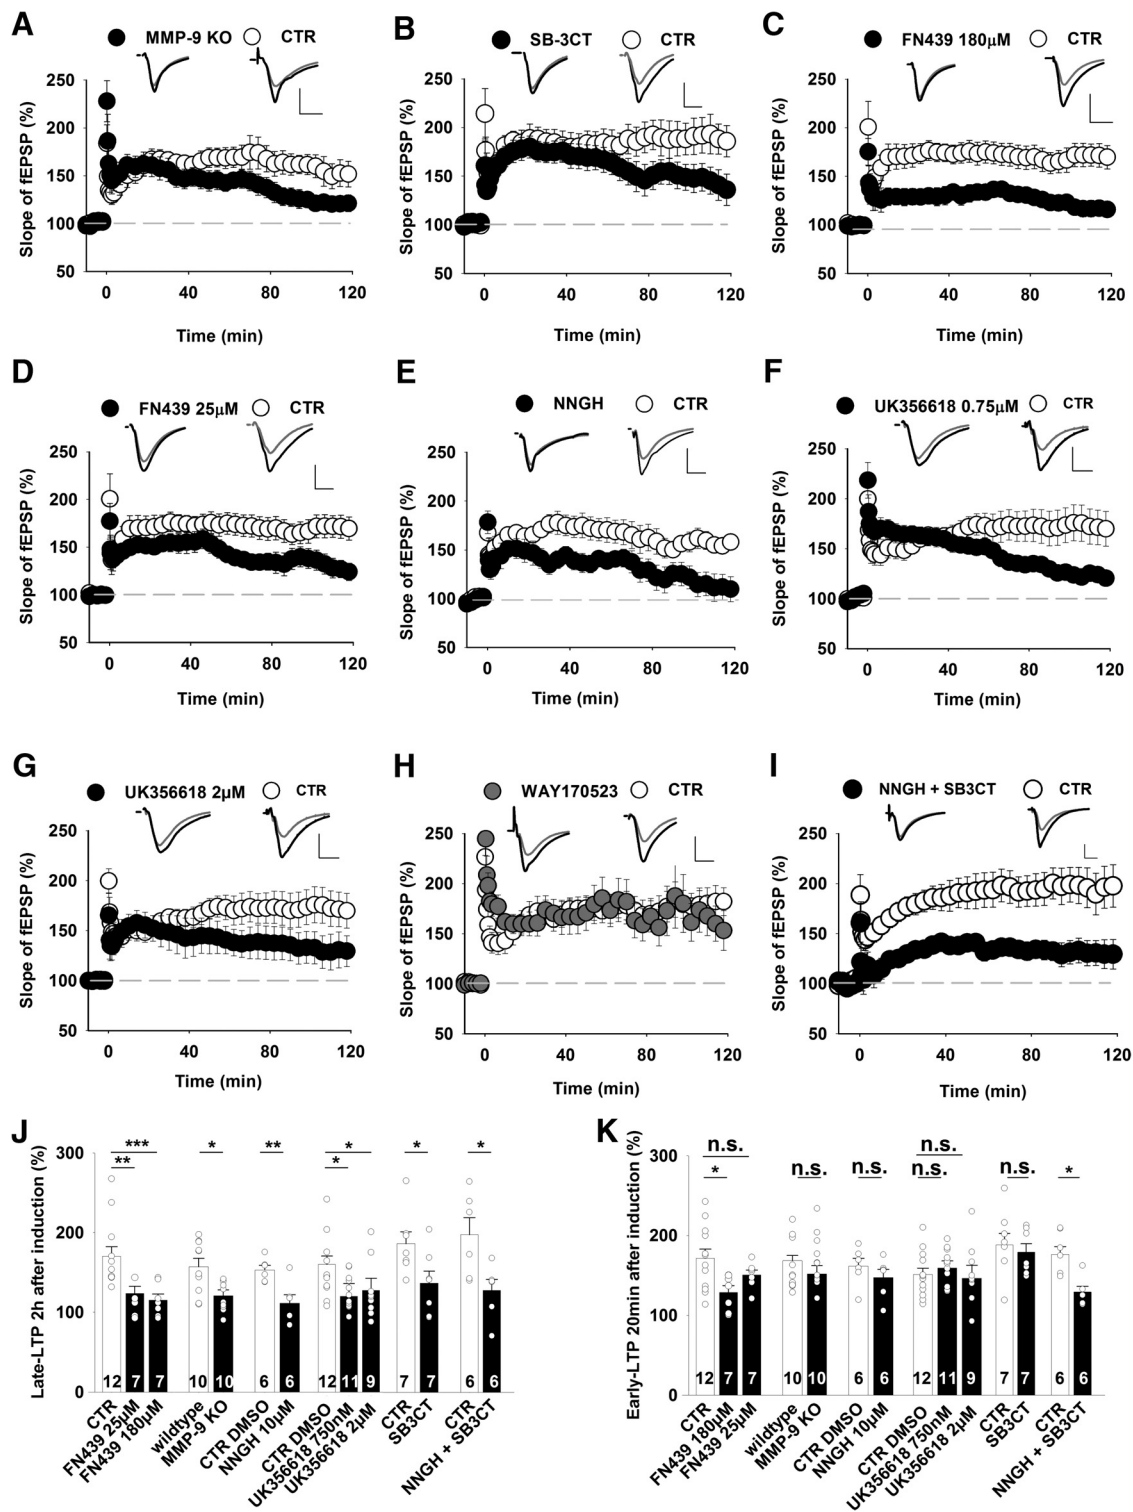 A
MMP-9 KO CTR
Slope of fEPSP (%)
250
200
150
100
50
0 40 80 120
Time (min)
B
SB-3CT CTR
Slope of fEPSP (%)
250
200
150
100
50
0 40 80 120
Time (min)
C
FN439 180µM CTR
Slope of fEPSP (%)
250
200
150
100
50
0 40 80 120
Time (min)
D
FN439 25µM CTR
Slope of fEPSP (%)
250
200
150
100
50
0 40 80 120
Time (min)
E
NNGH CTR
Slope of fEPSP (%)
250
200
150
100
50
0 40 80 120
Time (min)
F
UK356618 0.75µM CTR
Slope of fEPSP (%)
250
200
150
100
50
0 40 80 120
Time (min)
G
UK356618 2µM CTR
Slope of fEPSP (%)
250
200
150
100
50
0 40 80 120
Time (min)
H
WAY170523 CTR
Slope of fEPSP (%)
250
200
150
100
50
0 40 80 120
Time (min)
I
NNGH + SB3CT CTR
Slope of fEPSP (%)
250
200
150
100
50
0 40 80 120
Time (min)
J
Late-LTP 2h after induction (%)
300
200
100
0
*** * ** * * *
** *
12 7 7 10 10 6 6 12 11 9 7 7 6 6
CTR
FN439 25µM
FN439 180µM
wildtype
MMP-9 KO
CTR DMSO
NNGH 10µM
CTR DMSO
UK356618 750nM
UK356618 2µM
CTR
SB3CT
CTR
NNGH + SB3CT
K
Early-LTP 20min after induction (%)
300
200
100
0
n.s. n.s.
* n.s. n.s. n.s. n.s. *
12 7 7 10 10 6 6 12 11 9 7 7 6 6
CTR
FN439 180µM
FN439 25µM
wildtype
MMP-9 KO
CTR DMSO
NNGH 10µM
CTR DMSO
UK356618 750nM
UK356618 2µM
CTR
SB3CT
CTR
NNGH + SB3CT